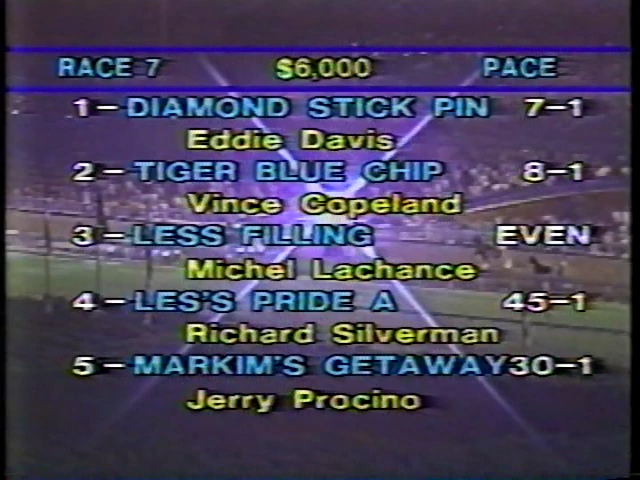 RACE 7 $6,000 PACE
1-DIAMOND STICK PIN 7-1
Eddie Davis
2-TIGER BLUE CHIP 8-1
Vince Copeland
3-LESS FILLING EVEN
Michel Lachance
4-LES'S PRIDE A 45-1
Richard Silverman
5-MARKIM'S GETAWAY 30-1
Jerry Procino